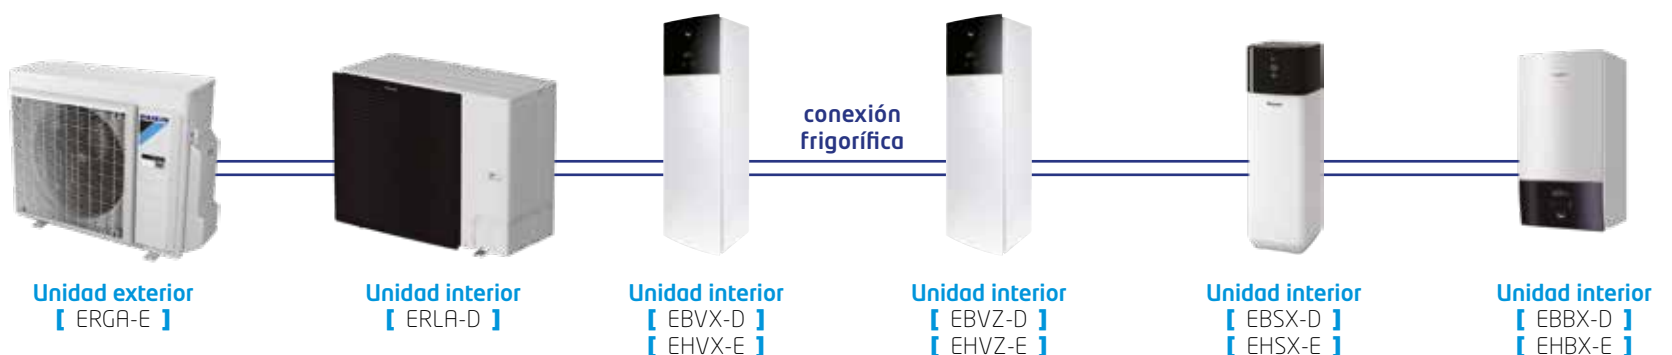 DAIKIN
conexión
frigorífica
Unidad exterior
[ ERGA-E ]
Unidad interior
[ ERLA-D ]
Unidad interior
[ EBVX-D ]
[ EHVX-E ]
Unidad interior
[ EBVZ-D ]
[ EHVZ-E ]
Unidad interior
[ EBSX-D ]
[ EHSX-E ]
Unidad interior
[ EBBX-D ]
[ EHBX-E ]